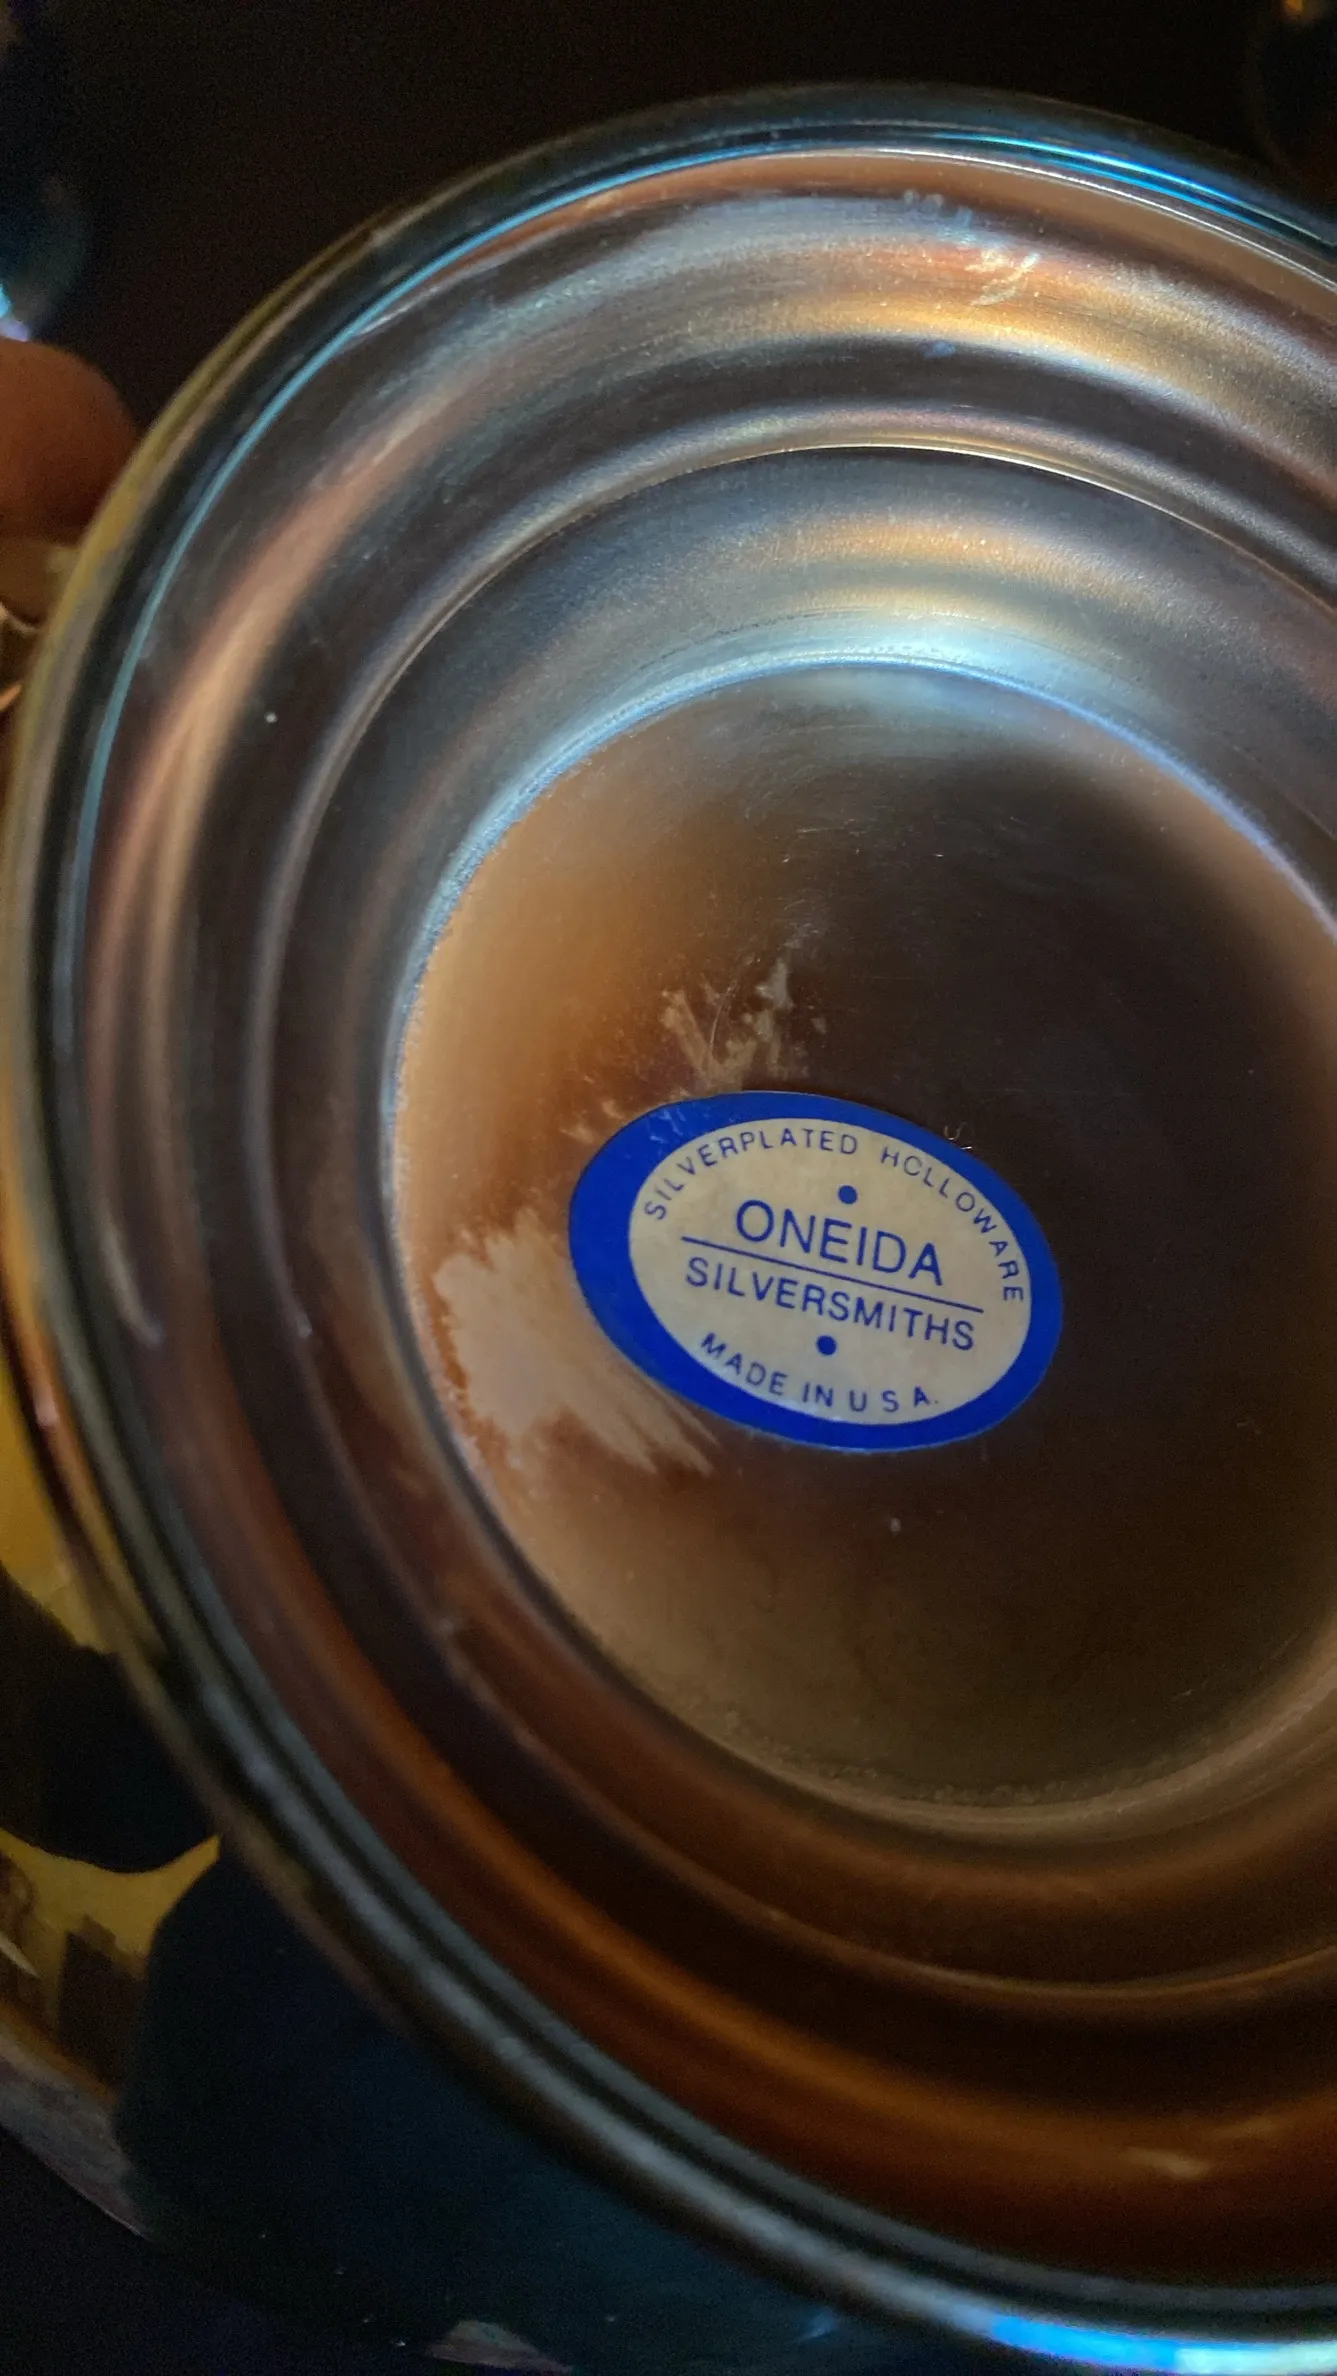 SILVERPLATED HOLLOWARE
ONEIDA
SILVERSMITHS
MADE IN U S A.